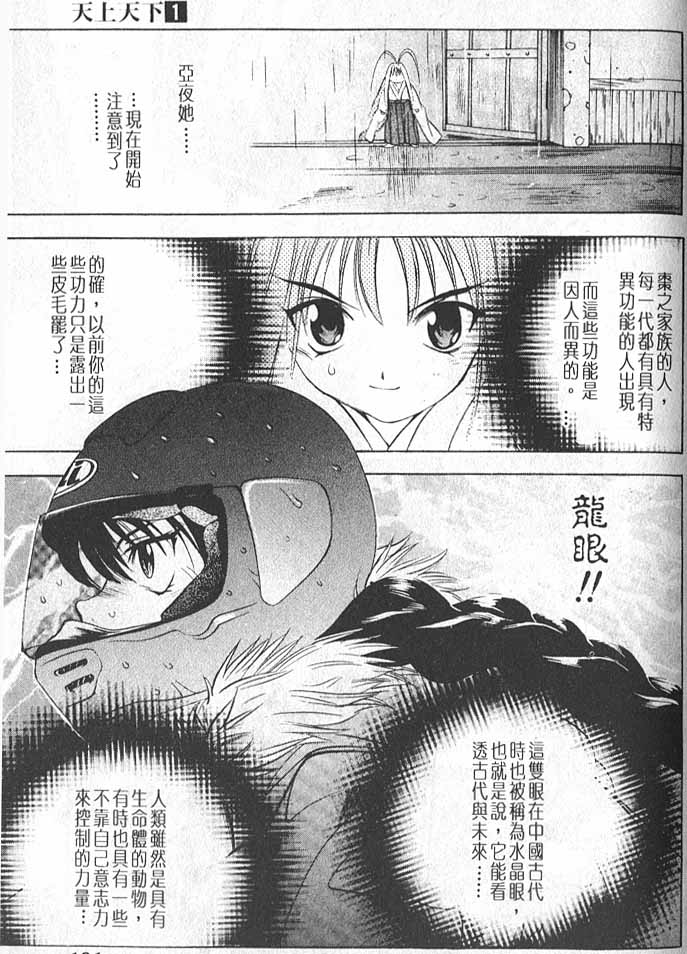 天上天下1
亞夜她……
…現在開始
注意到了
………
棗之家族的人，
每一代都有具有特
異功能的人出現
而這些功能是
因人而異的。…
的確，以前你的這
些功力只是露出一
些皮毛罷了…
龍眼!!
這雙眼在中國古代
時也被稱為水晶眼，
也就是說，它能看
透古代與未來……
人類雖然是具有
生命體的動物，
有時也具有一些
不靠自己意志力
來控制的力量…